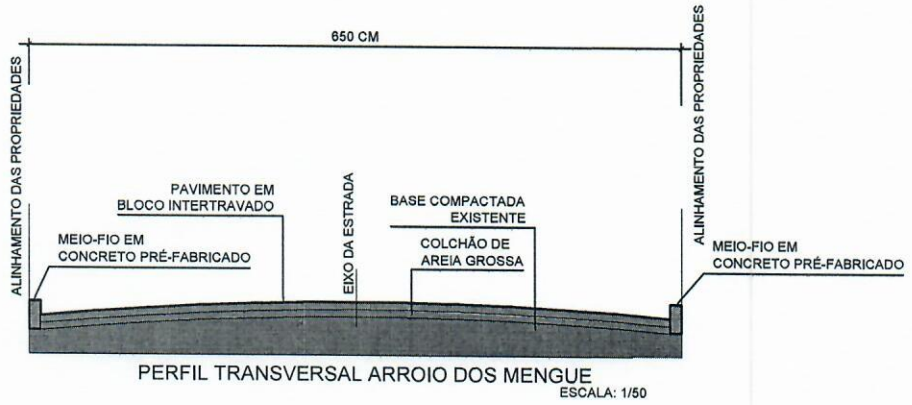 650 CM
ALINHAMENTO DAS PROPRIEDADES
ALINHAMENTO DAS PROPRIEDADES
PAVIMENTO EM
BLOCO INTERTRAVADO
EIXO DA ESTRADA
BASE COMPACTADA
EXISTENTE
MEIO-FIO EM
CONCRETO PRÉ-FABRICADO
COLCHÃO DE
AREIA GROSSA
MEIO-FIO EM
CONCRETO PRÉ-FABRICADO
PERFIL TRANSVERSAL ARROIO DOS MENGUE
ESCALA: 1/50